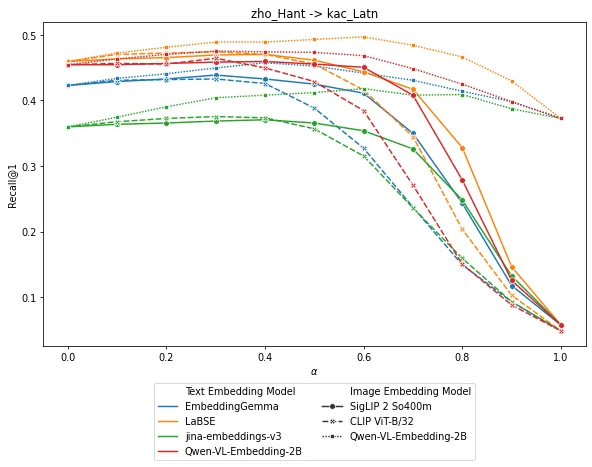 zho_Hant -> kac_Latn
0.5
0.4
0.3
0.2
0.1
Recall@1
0.0 0.2 0.4 0.6 0.8 1.0
α
Text Embedding Model Image Embedding Model
EmbeddingGemma SigLIP 2 So400m
LaBSE CLIP ViT-B/32
jina-embeddings-v3 Qwen-VL-Embedding-2B
Qwen-VL-Embedding-2B